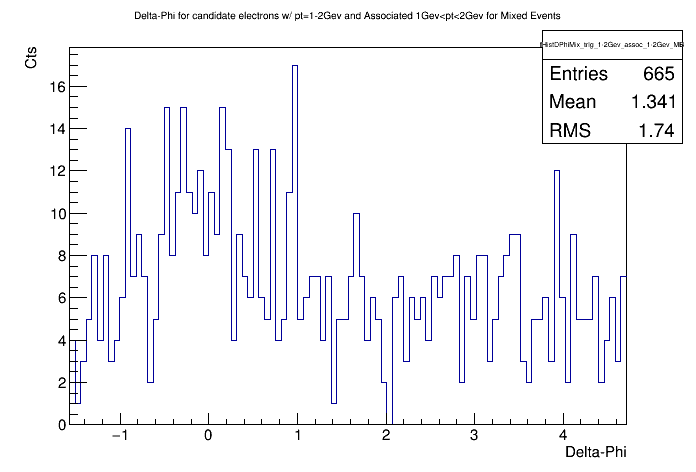 Delta-Phi for candidate electrons w/ pt=1-2Gev and Associated 1Gev<pt<2Gev for Mixed Events
Cts
HistDPhiMix_trig_1-2Gev_assoc_1-2Gev_MB
Entries 665
Mean 1.341
RMS 1.74
16
14
12
10
8
6
4
2
0
−1 0 1 2 3 4
Delta-Phi